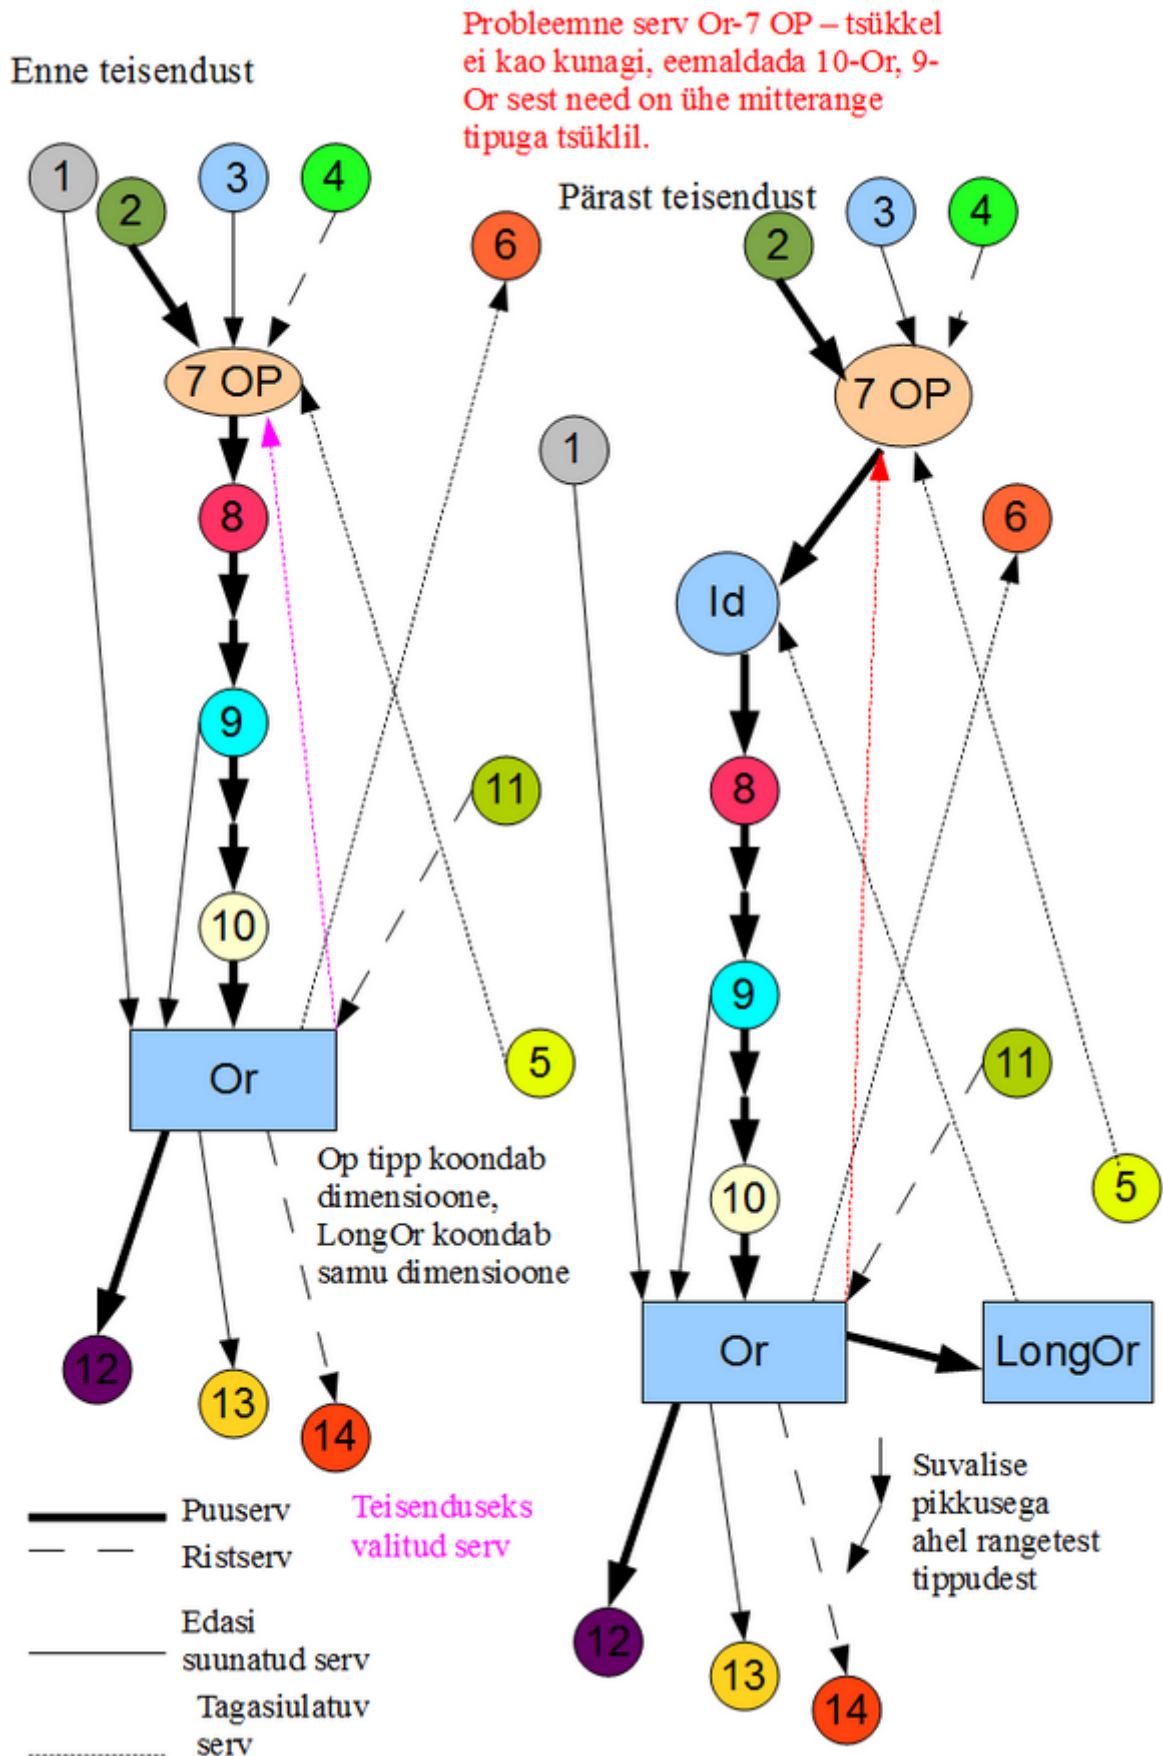 Probleemne serv Or-7 OP – tsükkel
ei kao kunagi, eemaldada 10-Or, 9-
Or sest need on ühe mitterange
tipuga tsüklil.
Enne teisendust
1
2
3
4
6
7 OP
8
9
11
10
Or
5
Op tipp koondab
dimensioone,
LongOr koondab
samu dimensioone
12
13
14
Puuserv
Ristserv
Edasi
suunatud serv
Tagasiulatuv
serv
Teisenduseks
valitud serv
Pärast teisendust
2
3
4
7 OP
1
6
Id
8
9
11
10
5
Or
LongOr
Suvalise
pikkusega
ahel rangetest
tippudest
12
13
14